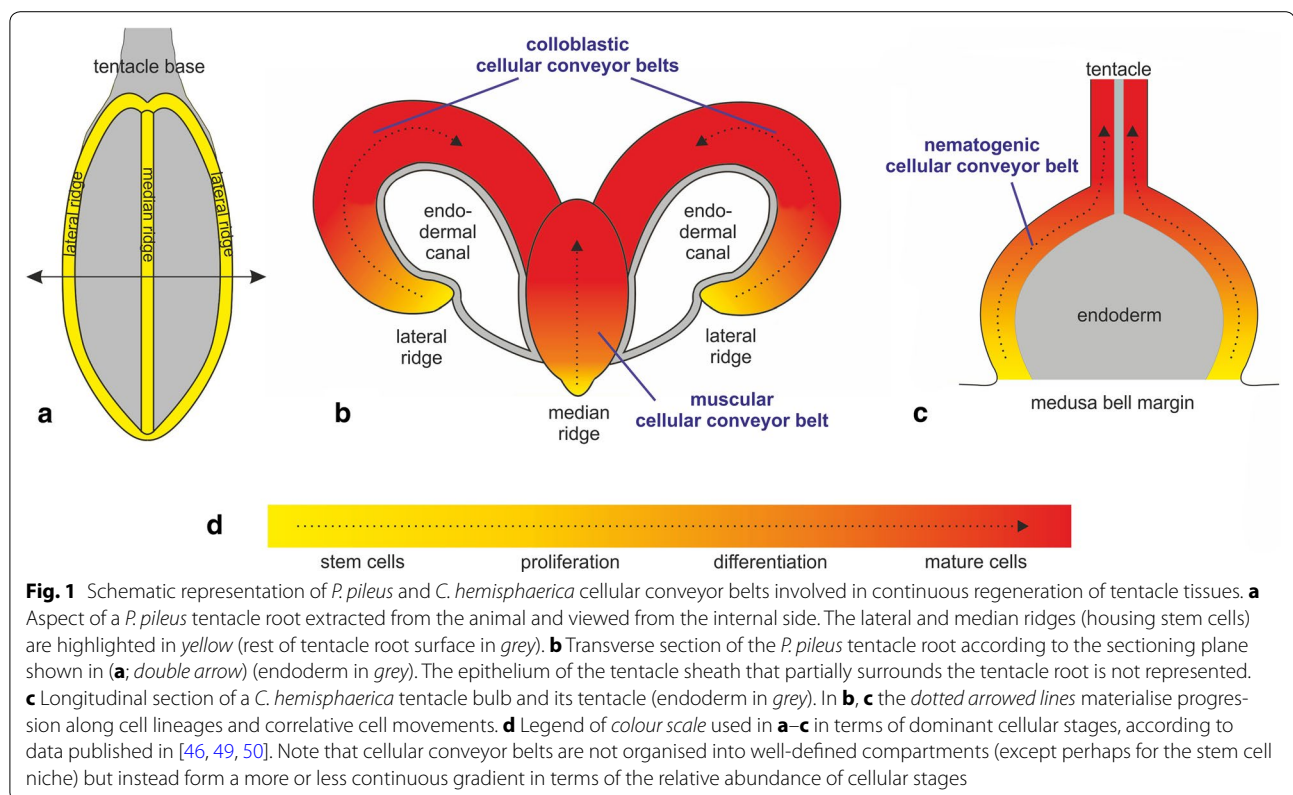 tentacle base
lateral ridge
median ridge
lateral ridge
a
colloblastic
cellular conveyor belts
endo-
dermal
canal
endo-
dermal
canal
lateral
ridge
lateral
ridge
median
ridge
muscular
cellular conveyor belt
b
tentacle
nematogenic
cellular conveyor belt
endoderm
medusa bell margin
c
d
stem cells proliferation differentiation mature cells
Fig. 1 Schematic representation of P. pileus and C. hemisphaerica cellular conveyor belts involved in continuous regeneration of tentacle tissues. a
Aspect of a P. pileus tentacle root extracted from the animal and viewed from the internal side. The lateral and median ridges (housing stem cells)
are highlighted in yellow (rest of tentacle root surface in grey). b Transverse section of the P. pileus tentacle root according to the sectioning plane
shown in (a; double arrow) (endoderm in grey). The epithelium of the tentacle sheath that partially surrounds the tentacle root is not represented.
c Longitudinal section of a C. hemisphaerica tentacle bulb and its tentacle (endoderm in grey). In b, c the dotted arrowed lines materialise progres-
sion along cell lineages and correlative cell movements. d Legend of colour scale used in a–c in terms of dominant cellular stages, according to
data published in [46, 49, 50]. Note that cellular conveyor belts are not organised into well-defined compartments (except perhaps for the stem cell
niche) but instead form a more or less continuous gradient in terms of the relative abundance of cellular stages